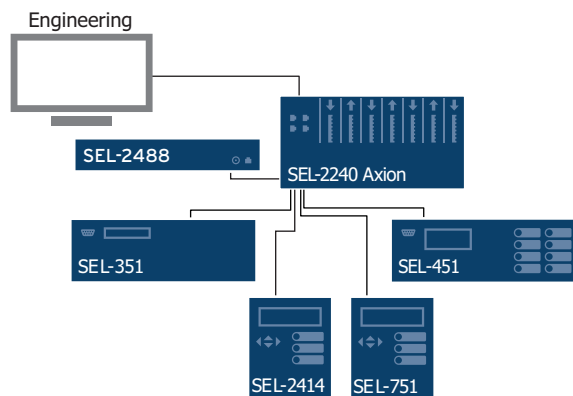 Engineering
SEL-2488
SEL-2240 Axion
SEL-351
SEL-451
SEL-2414
SEL-751